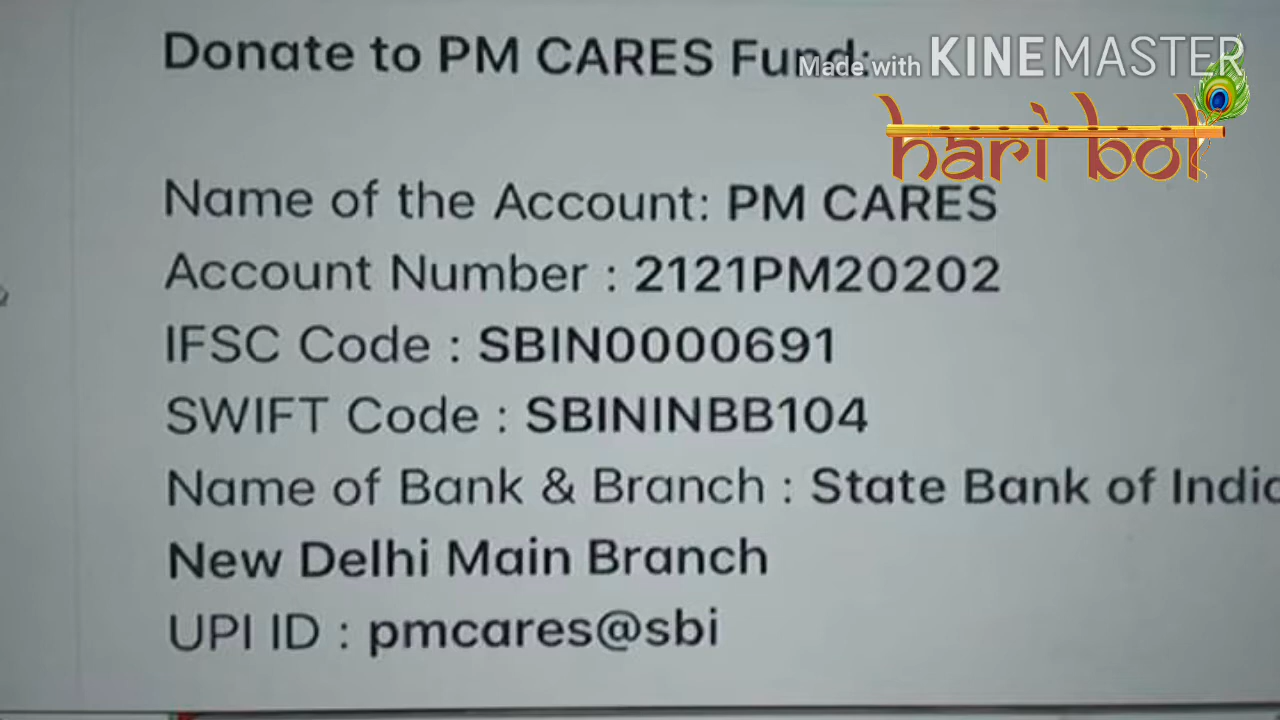 Donate to PM CARES Fund:
Made with KINEMASTER
hari bol
Name of the Account: PM CARES
Account Number : 2121PM20202
IFSC Code : SBIN0000691
SWIFT Code : SBININBB104
Name of Bank & Branch : State Bank of India
New Delhi Main Branch
UPI ID : pmcares@sbi